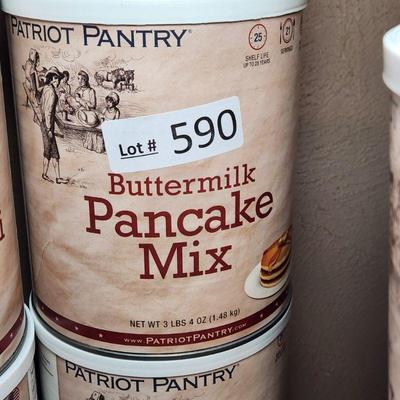 PATRIOT PANTRY®
25
SHELF LIFE
UP TO 25 YEARS
21
SERVINGS
Lot # 590
Buttermilk
Pancake
Mix
NET WT 3 LBS 4 OZ (1.48 kg)
www.PatriotPantry.com
PATRIOT PANTRY®